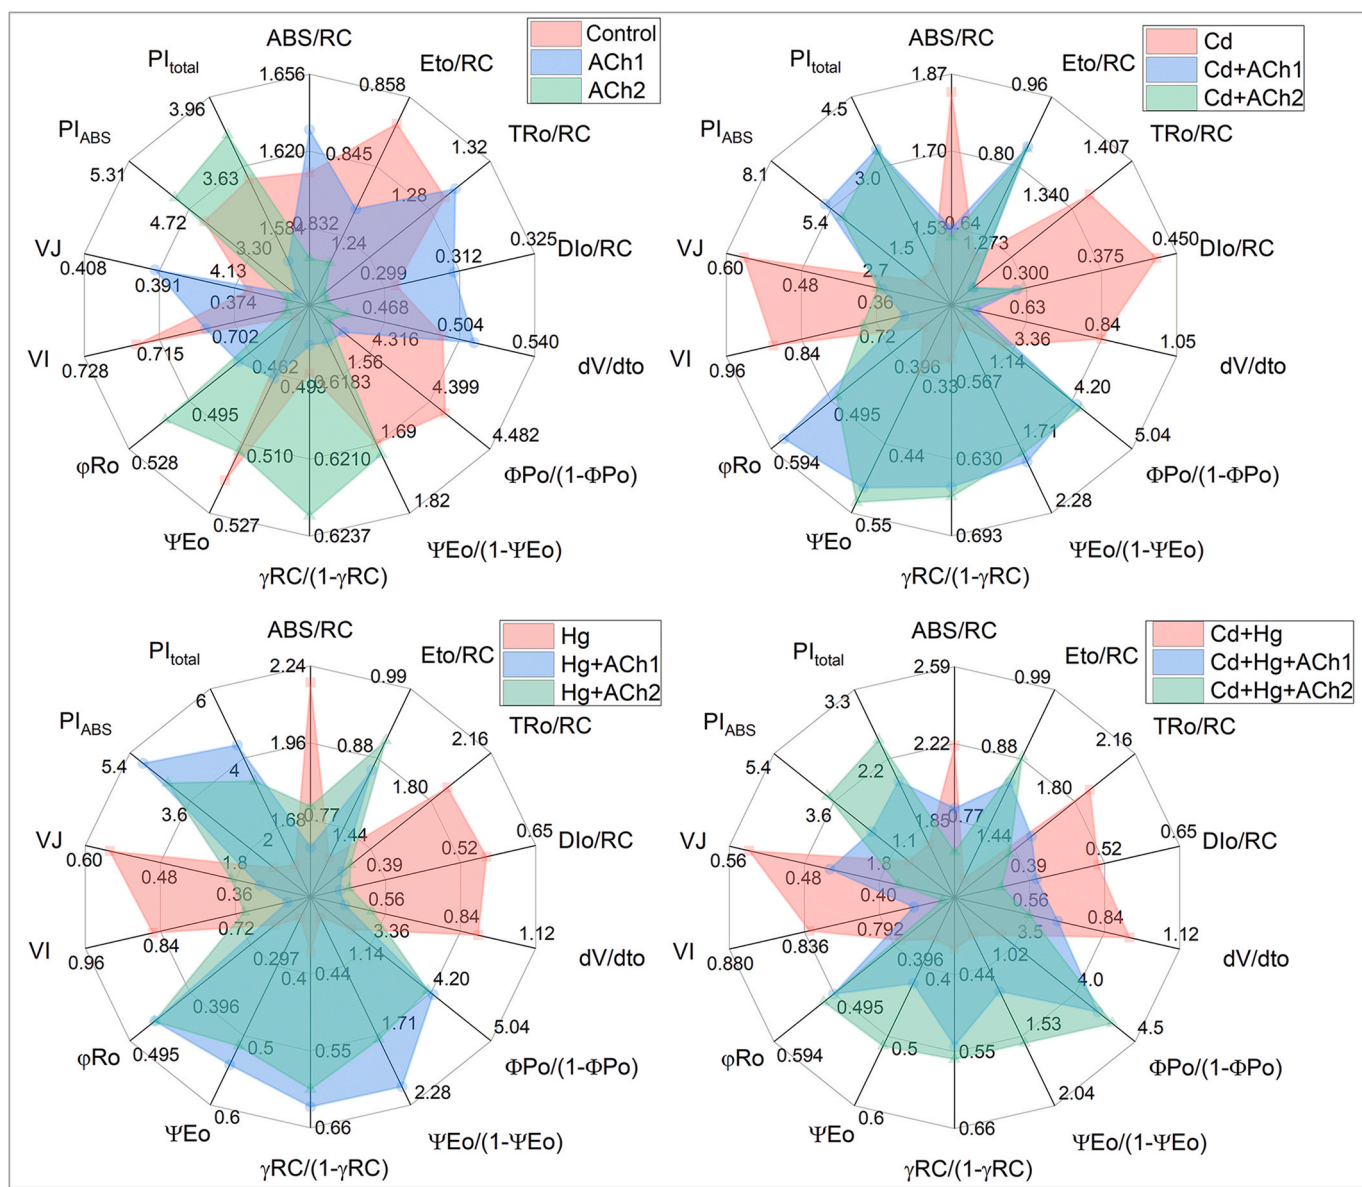 ABS/RC
1.656
Control
ACh1
ACh2
PItotal
3.96
Eto/RC
0.858
PIABS
5.31
1.620
0.845
TRo/RC
1.32
3.63
1.28
4.72
1.584
0.832
3.30
1.24
DIo/RC
0.325
0.312
VJ
0.408
0.391
4.13
0.299
0.374
0.468
0.504
0.540
VI
0.728
0.715
0.702
4.316
dV/dto
0.462
1.56
0.498
0.6183
4.399
0.495
1.69
4.482
φRo
0.528
0.510
0.6210
ΦPo/(1-ΦPo)
ΨEo
0.527
1.82
0.6237
ΨEo/(1-ΨEo)
γRC/(1-γRC)
ABS/RC
1.87
Cd
Cd+ACh1
Cd+ACh2
PItotal
4.5
Eto/RC
0.96
PIABS
8.1
1.70
0.80
TRo/RC
1.407
3.0
1.340
5.4
1.53
0.64
1.5
1.273
DIo/RC
0.450
0.375
VJ
0.60
0.48
2.7
0.300
0.36
0.63
0.84
1.05
VI
0.96
0.84
0.72
3.36
dV/dto
0.396
1.14
0.33
0.567
4.20
0.495
1.71
5.04
φRo
0.594
0.44
0.630
ΦPo/(1-ΦPo)
ΨEo
0.55
2.28
0.693
ΨEo/(1-ΨEo)
γRC/(1-γRC)
ABS/RC
2.24
Hg
Hg+ACh1
Hg+ACh2
PItotal
6
Eto/RC
0.99
PIABS
5.4
1.96
0.88
TRo/RC
2.16
4
1.80
3.6
1.68
0.77
2
1.44
DIo/RC
0.65
0.52
VJ
0.60
0.48
1.8
0.39
0.36
0.56
0.84
1.12
VI
0.96
0.84
0.72
3.36
dV/dto
0.297
1.14
0.4
0.44
4.20
0.396
1.71
5.04
φRo
0.495
0.5
0.55
ΦPo/(1-ΦPo)
ΨEo
0.6
2.28
0.66
ΨEo/(1-ΨEo)
γRC/(1-γRC)
ABS/RC
2.59
Cd+Hg
Cd+Hg+ACh1
Cd+Hg+ACh2
PItotal
3.3
Eto/RC
0.99
PIABS
5.4
2.22
0.88
TRo/RC
2.16
2.2
1.80
3.6
1.85
0.77
1.1
1.44
DIo/RC
0.65
0.52
VJ
0.56
0.48
1.8
0.39
0.40
0.56
0.84
1.12
VI
0.880
0.836
0.792
3.5
dV/dto
0.396
1.02
0.4
0.44
4.0
0.495
1.53
4.5
φRo
0.594
0.5
0.55
ΦPo/(1-ΦPo)
ΨEo
0.6
2.04
0.66
ΨEo/(1-ΨEo)
γRC/(1-γRC)